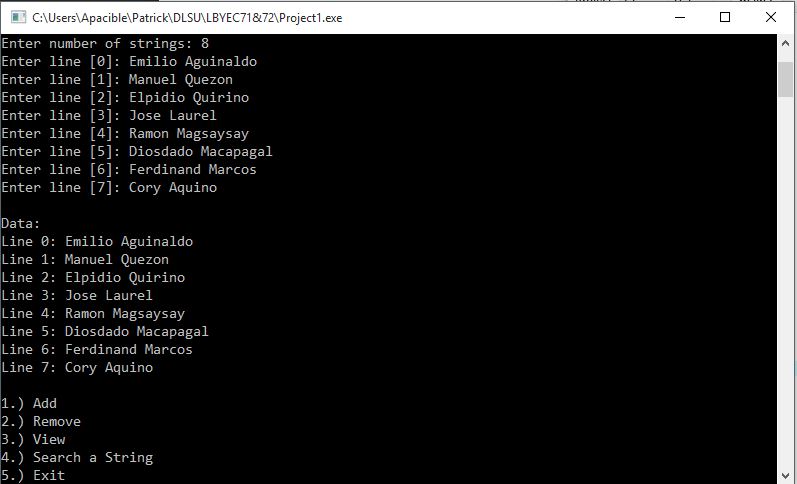 C:\Users\Apacible\Patrick\DLSU\LBYEC71&72\Project1.exe
Enter number of strings: 8
Enter line [0]: Emilio Aguinaldo
Enter line [1]: Manuel Quezon
Enter line [2]: Elpidio Quirino
Enter line [3]: Jose Laurel
Enter line [4]: Ramon Magsaysay
Enter line [5]: Diosdado Macapagal
Enter line [6]: Ferdinand Marcos
Enter line [7]: Cory Aquino
Data:
Line 0: Emilio Aguinaldo
Line 1: Manuel Quezon
Line 2: Elpidio Quirino
Line 3: Jose Laurel
Line 4: Ramon Magsaysay
Line 5: Diosdado Macapagal
Line 6: Ferdinand Marcos
Line 7: Cory Aquino
1.) Add
2.) Remove
3.) View
4.) Search a String
5.) Exit